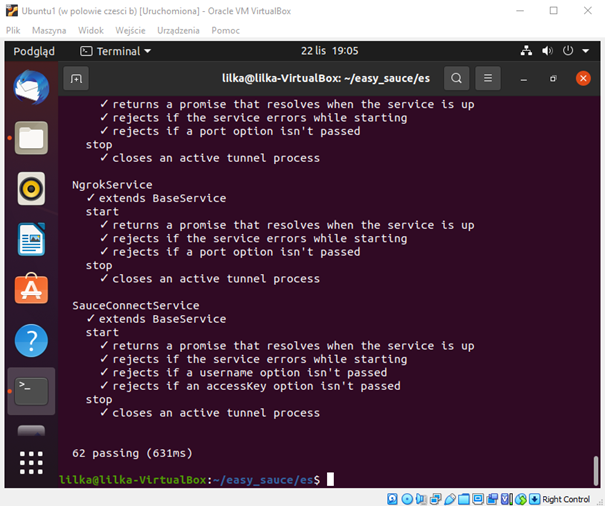 Ubuntu1 (w polowie czesci b) [Uruchomiona] - Oracle VM VirtualBox
Plik Maszyna Widok Wejście Urządzenia Pomoc
Podgląd Terminal 22 lis 19:05
lilka@lilka-VirtualBox: ~/easy_sauce/es
✓ returns a promise that resolves when the service is up
✓ rejects if the service errors while starting
✓ rejects if a port option isn't passed
stop
✓ closes an active tunnel process
NgrokService
✓ extends BaseService
start
✓ returns a promise that resolves when the service is up
✓ rejects if the service errors while starting
✓ rejects if a port option isn't passed
stop
✓ closes an active tunnel process
SauceConnectService
✓ extends BaseService
start
✓ returns a promise that resolves when the service is up
✓ rejects if the service errors while starting
✓ rejects if a username option isn't passed
✓ rejects if an accessKey option isn't passed
stop
✓ closes an active tunnel process
62 passing (631ms)
lilka@lilka-VirtualBox:~/easy_sauce/es$
Right Control